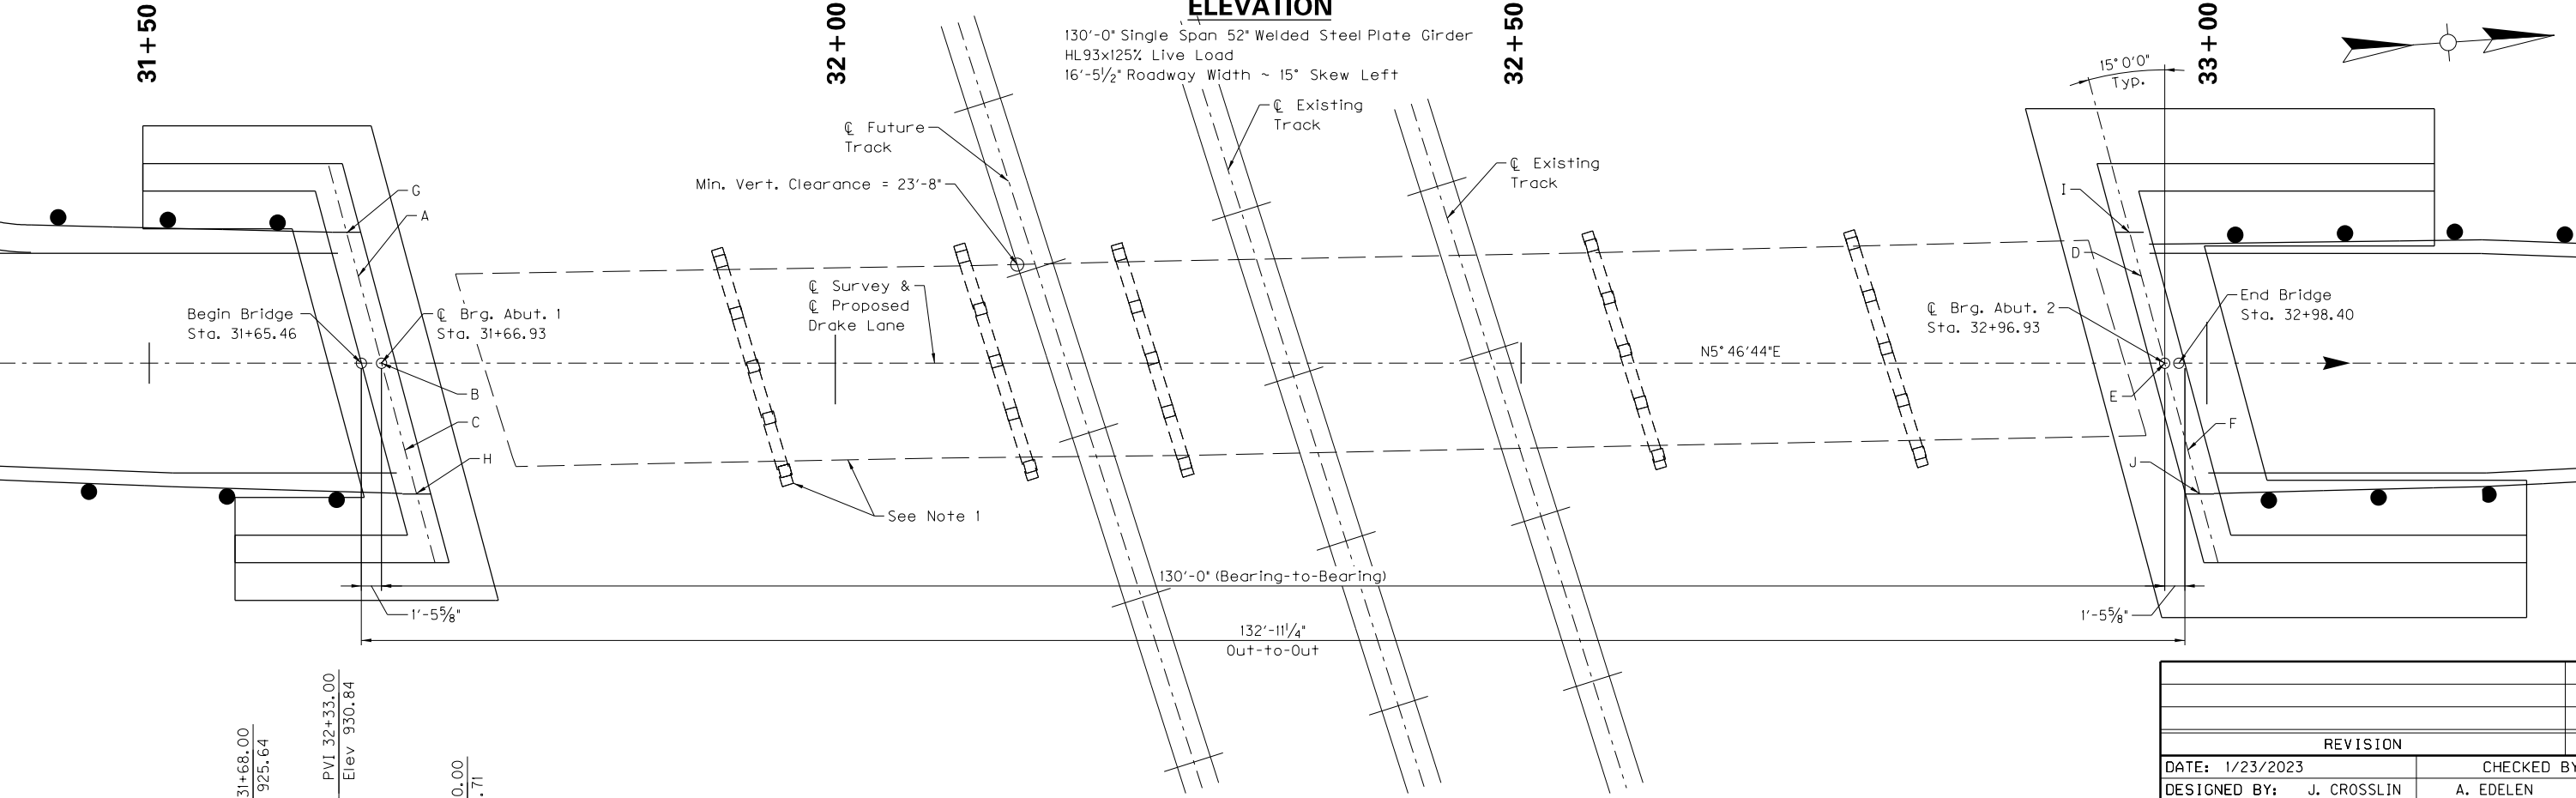 ELEVATION
130'-0" Single Span 52" Welded Steel Plate Girder
HL93x125% Live Load
16'-5½" Roadway Width ~ 15° Skew Left
31+50
32+00
32+50
33+00
15° 0'0"
Typ.
℄ Future
Track
℄ Existing
Track
℄ Existing
Track
Min. Vert. Clearance = 23'-8"
G
A
I
D
Begin Bridge
Sta. 31+65.46
℄ Brg. Abut. 1
Sta. 31+66.93
℄ Survey &
℄ Proposed
Drake Lane
℄ Brg. Abut. 2
Sta. 32+96.93
End Bridge
Sta. 32+98.40
N5° 46'44"E
B
C
H
E
F
J
See Note 1
130'-0" (Bearing-to-Bearing)
1'-5⅝"
1'-5⅝"
132'-11¼"
Out-to-Out
31+68.00
925.64
PVI 32+33.00
Elev 930.84
0.00
.71
REVISION
DATE: 1/23/2023
CHECKED BY
DESIGNED BY: J. CROSSLIN
A. EDELEN